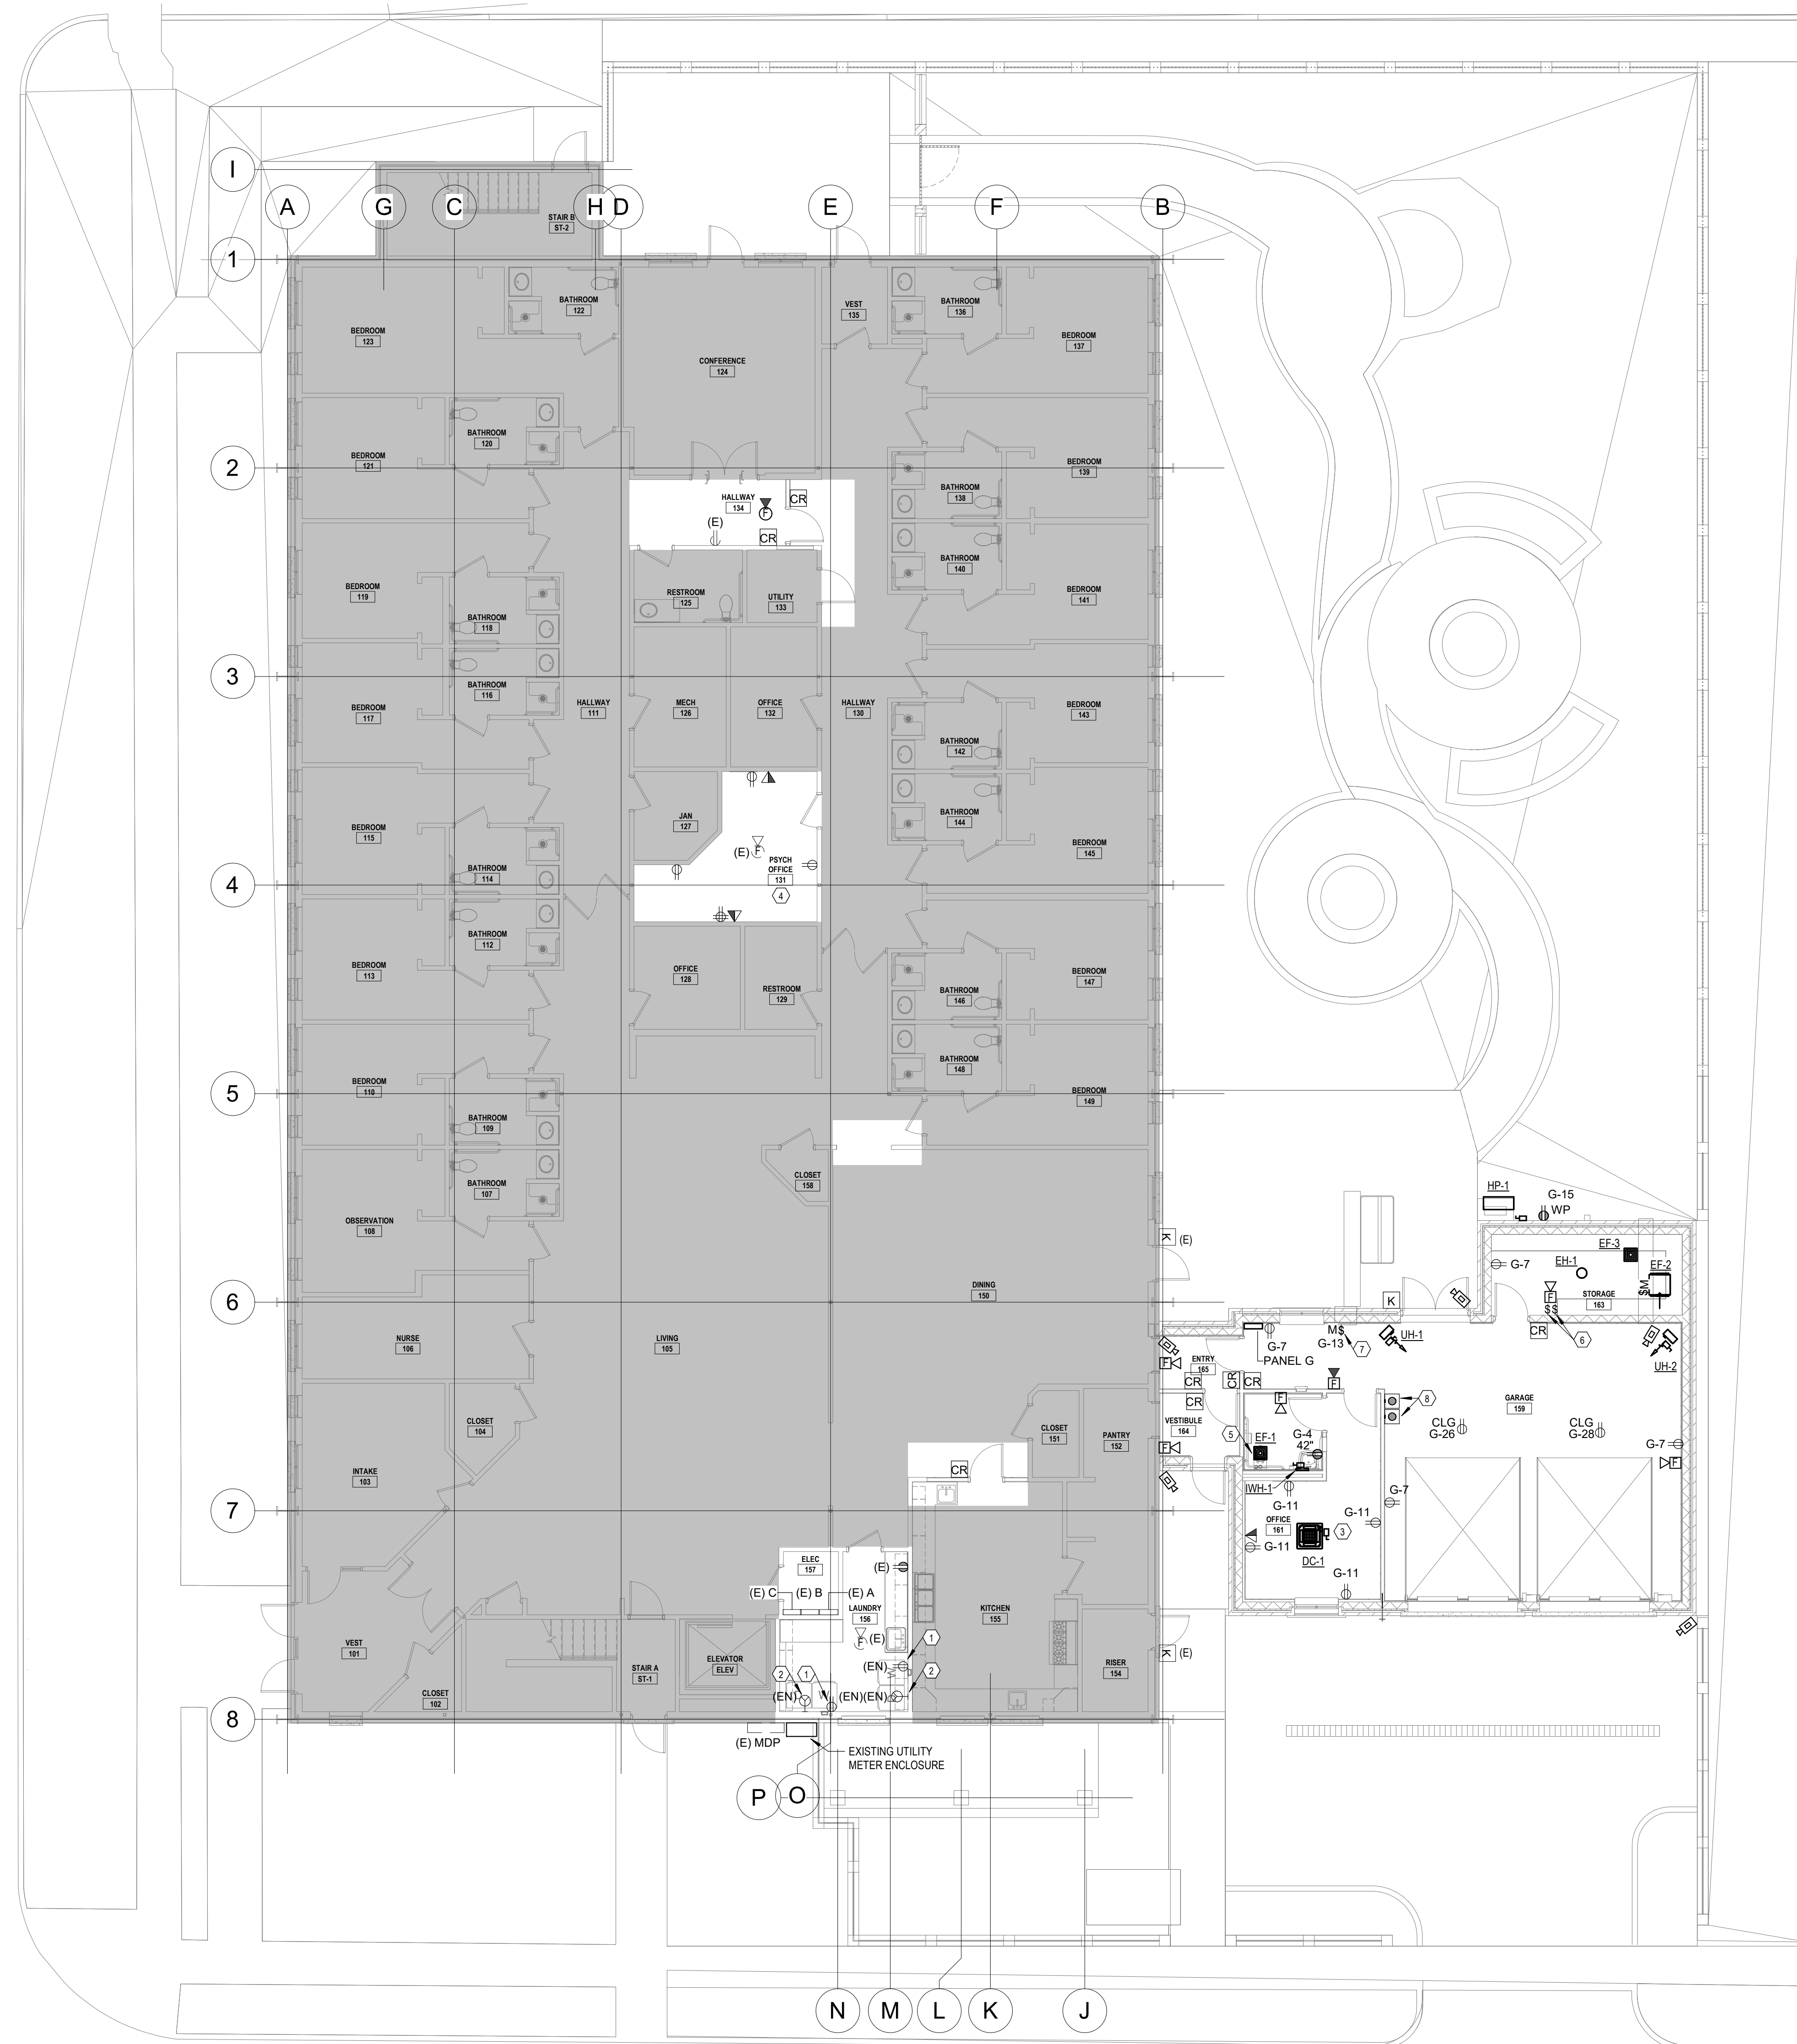 I
A
G
C
H
D
E
F
B
STAIR B
ST-2
1
BATHROOM
122
VEST
135
BATHROOM
136
BEDROOM
123
BEDROOM
137
CONFERENCE
124
BATHROOM
120
BEDROOM
121
2
BEDROOM
139
BATHROOM
138
HALLWAY
134
F
CR
(E)
CR
BATHROOM
140
BEDROOM
119
RESTROOM
125
UTILITY
133
BEDROOM
141
BATHROOM
118
3
BATHROOM
116
BEDROOM
117
HALLWAY
111
MECH
126
OFFICE
132
HALLWAY
130
BEDROOM
143
BATHROOM
142
JAN
127
BATHROOM
144
BEDROOM
115
(E)
F
PSYCH
OFFICE
131
4
BEDROOM
145
BATHROOM
114
4
BATHROOM
112
BEDROOM
113
OFFICE
128
RESTROOM
129
BEDROOM
147
BATHROOM
146
BATHROOM
148
5
BEDROOM
110
BEDROOM
149
BATHROOM
109
CLOSET
158
BATHROOM
107
OBSERVATION
108
HP-1
G-15
WP
K
(E)
EF-3
EH-1
EF-2
G-7
DINING
150
F
$$
STORAGE
163
$M
6
6
K
CR
NURSE
106
LIVING
105
G-7
PANEL G
M$
G-13
7
UH-1
UH-2
F
ENTRY
165
CR
CR
CR
F
CR
F
8
GARAGE
159
CLOSET
104
CLOSET
151
PANTRY
152
VESTIBULE
164
5
EF-1
G-4
42"
CLG
G-26
CLG
G-28
G-7
F
F
INTAKE
103
CR
IWH-1
G-11
G-7
7
OFFICE
161
G-11
3
G-11
DC-1
G-11
ELEC
157
(E)
(E) C
(E) B
(E) A
LAUNDRY
156
KITCHEN
155
F
(E)
1
VEST
101
ELEVATOR
ELEV
STAIR A
ST-1
(EN)
2
RISER
154
K
(E)
2
1
CLOSET
102
(EN)
W
(EN)
(EN)
8
(E) MDP
EXISTING UTILITY
METER ENCLOSURE
P
O
N
M
L
K
J